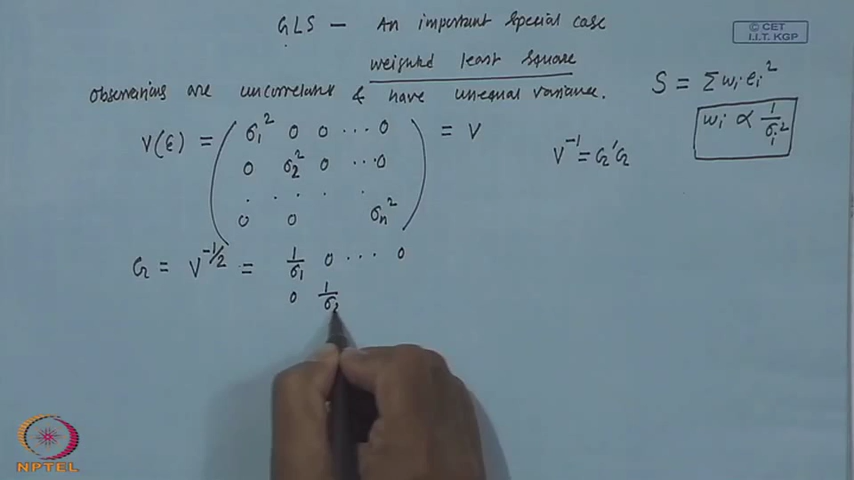 GLS — An important special case
© CET
I.I.T. KGP
weighted least square
observations are uncorrelated & have unequal variance.
S = Σ wᵢ eᵢ²
wᵢ ∝ 1/σᵢ²
V(ε) = ( σ₁² 0 0 ... 0
0 σ₂² 0 ... 0
. . . . .
0 0 σₙ² ) = V
V⁻¹ = G'G
G = V^(-1/2) = 1/σ₁ 0 ... 0
0 1/σ₂
NPTEL